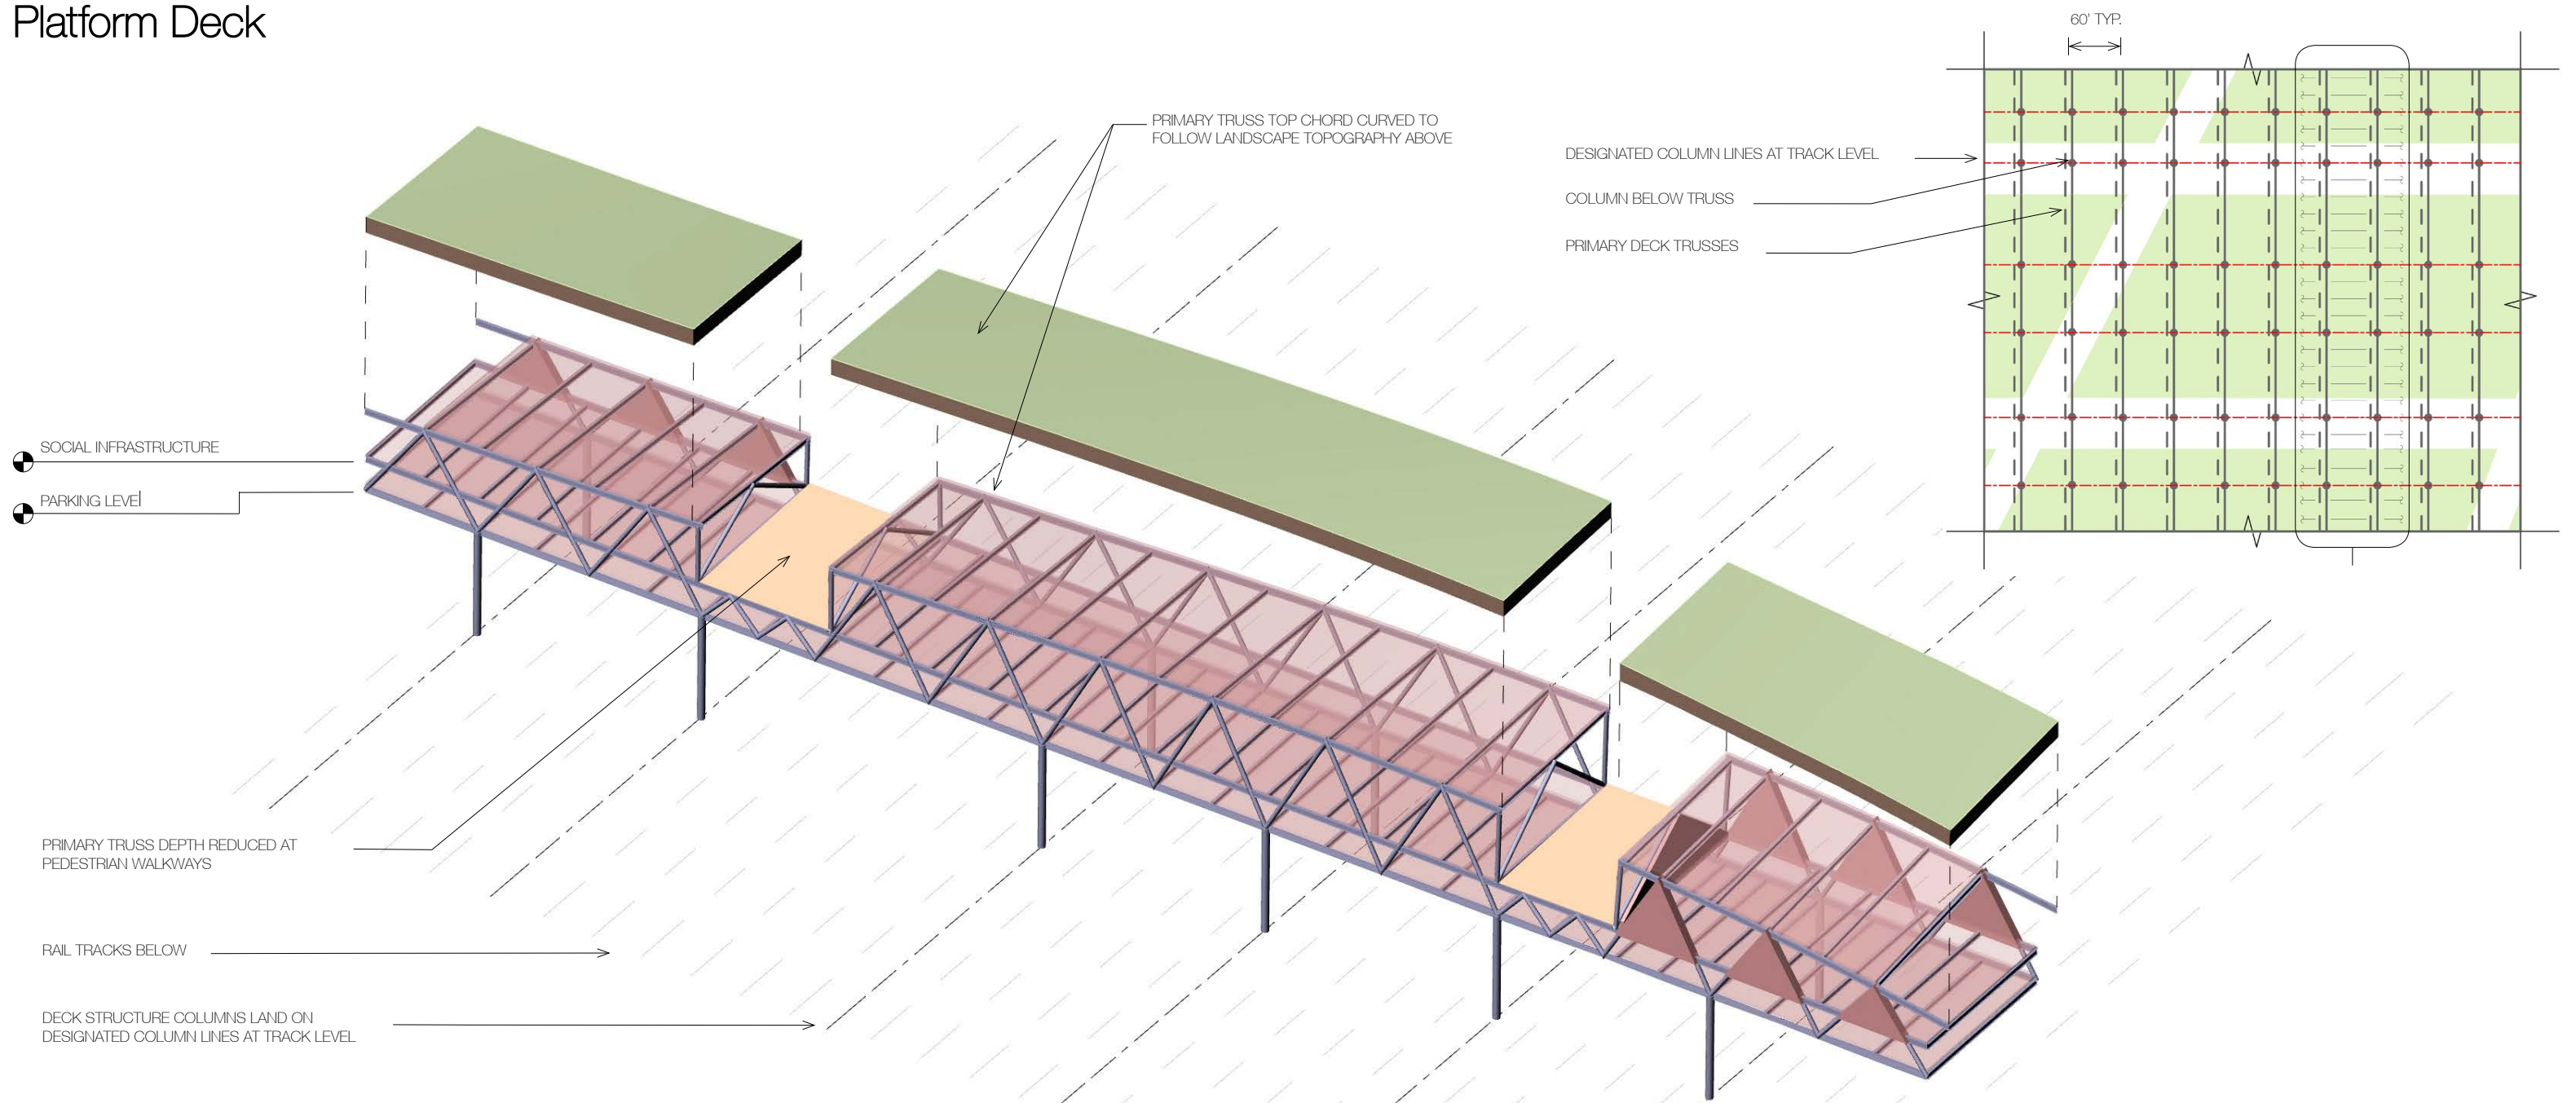 Platform Deck
60' TYP.
PRIMARY TRUSS TOP CHORD CURVED TO
FOLLOW LANDSCAPE TOPOGRAPHY ABOVE
DESIGNATED COLUMN LINES AT TRACK LEVEL
COLUMN BELOW TRUSS
PRIMARY DECK TRUSSES
SOCIAL INFRASTRUCTURE
PARKING LEVEl
PRIMARY TRUSS DEPTH REDUCED AT
PEDESTRIAN WALKWAYS
RAIL TRACKS BELOW
DECK STRUCTURE COLUMNS LAND ON
DESIGNATED COLUMN LINES AT TRACK LEVEL